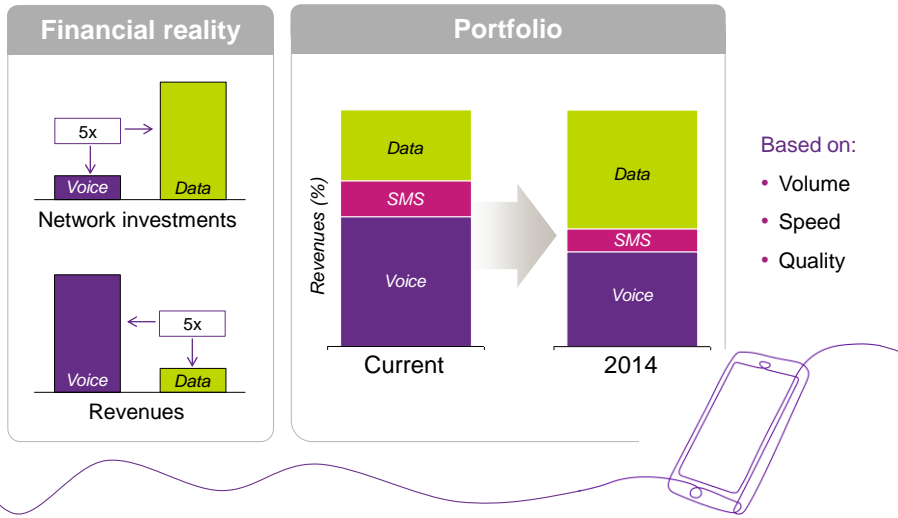 Financial reality
5x
Voice
Data
Network investments
5x
Voice
Data
Revenues
Portfolio
Revenues (%)
Data
SMS
Voice
Current
Data
SMS
Voice
2014
Based on:
• Volume
• Speed
• Quality